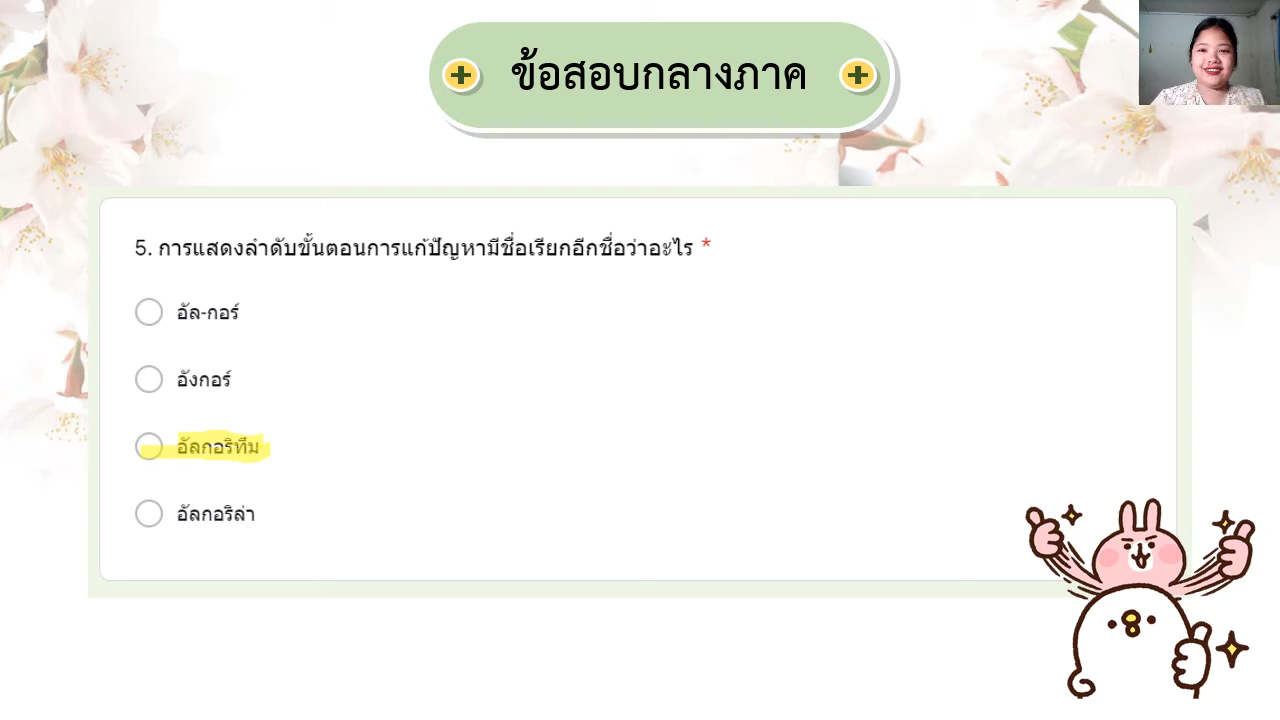 ข้อสอบกลางภาค
5. การแสดงลำดับขั้นตอนการแก้ปัญหามีชื่อเรียกอีกชื่อว่าอะไร *
อัล-กอร์
อังกอร์
อัลกอริทึม
อัลกอริล่า